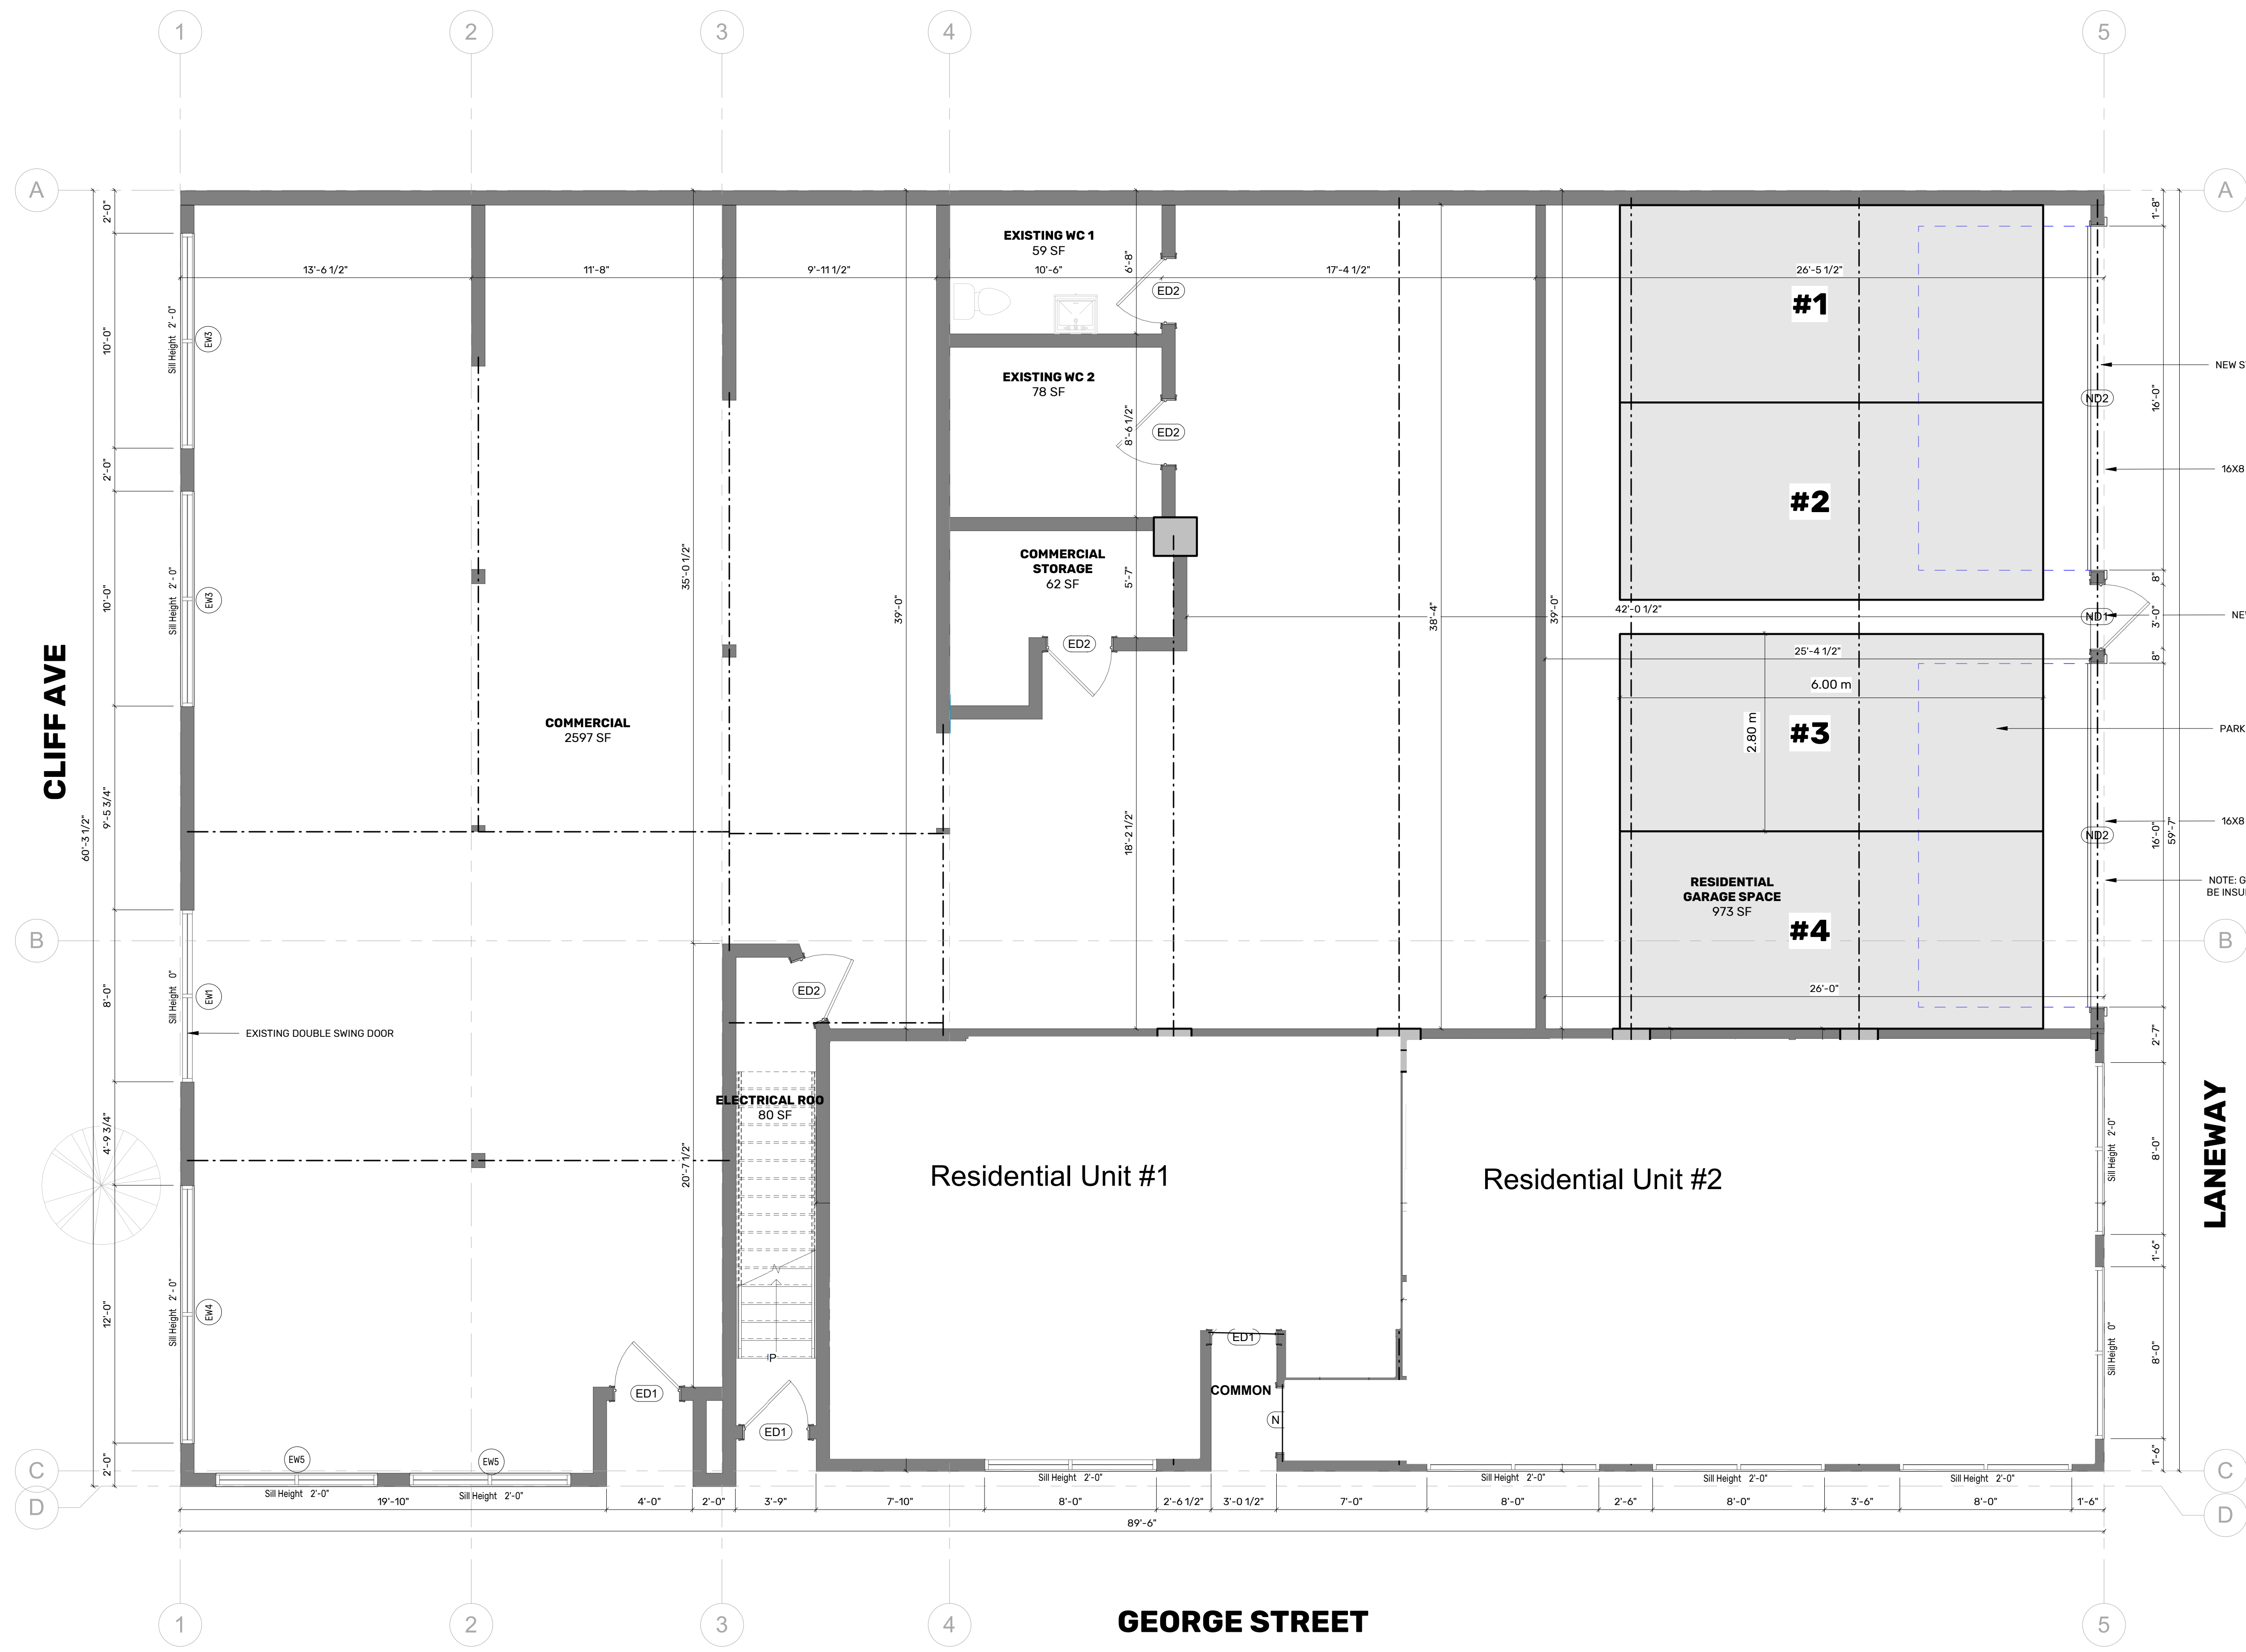 1
2
3
4
5
A
A
2'-0"
1'-8"
EXISTING WC 1
59 SF
6'-8"
13'-6 1/2"
11'-8"
9'-11 1/2"
10'-6"
17'-4 1/2"
26'-5 1/2"
ED2
#1
Sill Height 2'-0"
EW3
10'-0"
NEW S
EXISTING WC 2
78 SF
ND2
16'-0"
8'-6 1/2"
ED2
2'-0"
16X8
#2
35'-0 1/2"
COMMERCIAL
STORAGE
62 SF
5'-7"
8"
Sill Height 2'-0"
EW3
10'-0"
39'-0"
38'-4"
39'-0"
42'-0 1/2"
ND1
3'-0"
NE
ED2
25'-4 1/2"
8"
6.00 m
CLIFF AVE
COMMERCIAL
2597 SF
2.80 m
#3
PARK
9'-5 3/4"
60'-3 1/2"
18'-2 1/2"
16X8
ND2
16'-0"
59'-7"
RESIDENTIAL
GARAGE SPACE
973 SF
NOTE: G
BE INSU
#4
B
B
ED2
26'-0"
Sill Height 0"
EW1
8'-0"
EXISTING DOUBLE SWING DOOR
2'-7"
ELECTRICAL ROO
80 SF
4'-9 3/4"
20'-7 1/2"
Residential Unit #1
Residential Unit #2
Sill Height 2'-0"
8'-0"
LANEWAY
1'-6"
Sill Height 2'-0"
EW4
12'-0"
ED1
Sill Height 0"
8'-0"
P
ED1
COMMON
N
ED1
2'-0"
1'-6"
EW5
EW5
C
C
Sill Height 2'-0"
Sill Height 2'-0"
Sill Height 2'-0"
Sill Height 2'-0"
Sill Height 2'-0"
Sill Height 2'-0"
D
D
19'-10"
4'-0"
2'-0"
3'-9"
7'-10"
8'-0"
2'-6 1/2"
3'-0 1/2"
7'-0"
8'-0"
2'-6"
8'-0"
3'-6"
8'-0"
1'-6"
89'-6"
1
2
3
4
5
GEORGE STREET